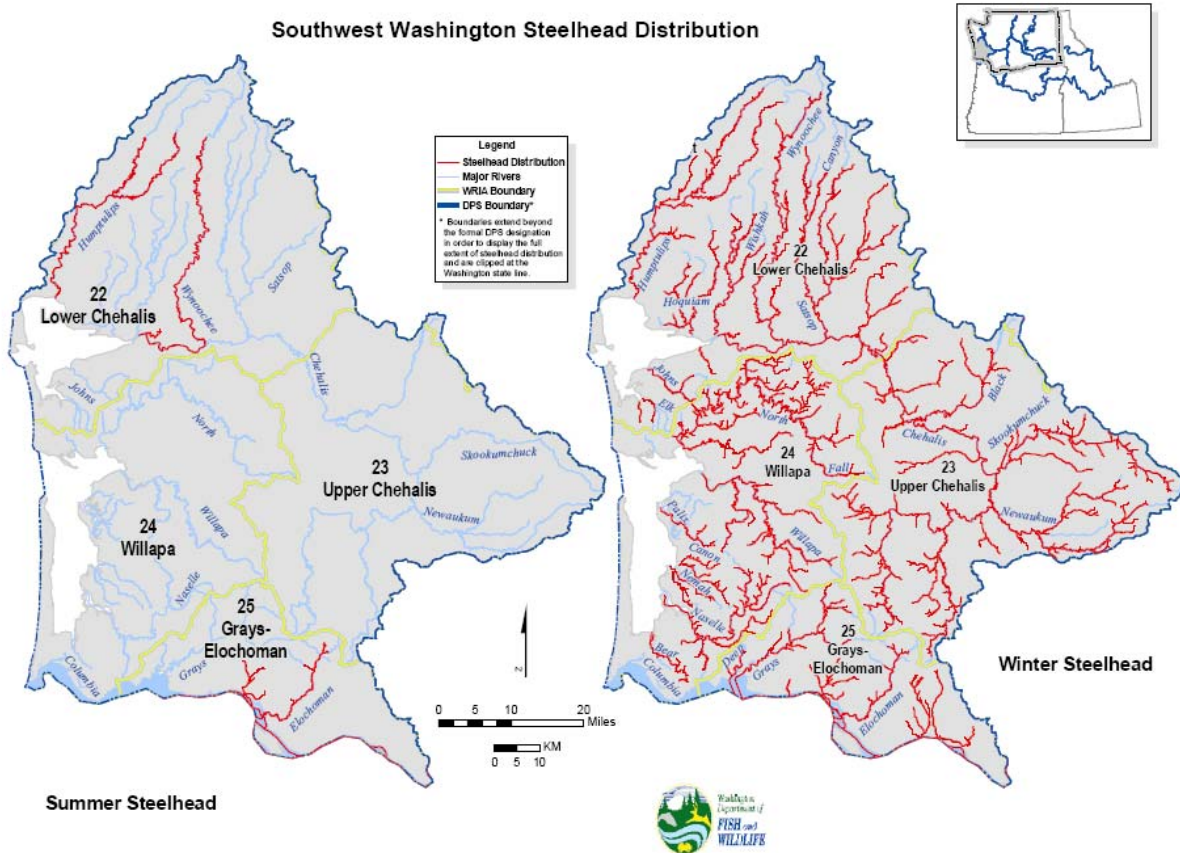 Southwest Washington Steelhead Distribution
Legend
Steelhead Distribution
Major Rivers
WRIA Boundary
DPS Boundary*
* Boundaries extend beyond
the formal DPS designation
in order to display the full
extent of steelhead distribution
and are clipped at the
Washington state line.
Humptulips
22
Lower Chehalis
Wynoochee
Satsop
Chehalis
Johns
North
Skookumchuck
23
Upper Chehalis
Newaukum
24
Willapa
Willapa
Naselle
25
Grays-
Elochoman
Columbia
Grays
Elochoman
Summer Steelhead
z
0 5 10 20
Miles
KM
0 5 10
t
Wynoochee
Canyon
Wishkah
Humptulips
22
Lower Chehalis
Hoquiam
Satsop
Johns
Elk
North
Black
Skookumchuck
Chehalis
24
Willapa
Fall
23
Upper Chehalis
Newaukum
Palix
Canon
Willapa
Nemah
Naselle
Bear
Deep
25
Grays-
Elochoman
Columbia
Grays
Elochoman
Winter Steelhead
Washington
Department of
FISH and
WILDLIFE